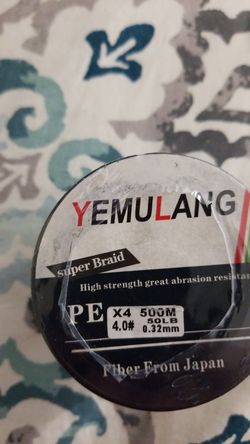 YEMULANG
super Braid
High strength great abrasion resista
PE X4 500M
50LB
4.0# 0.32mm
Fiber From Japan